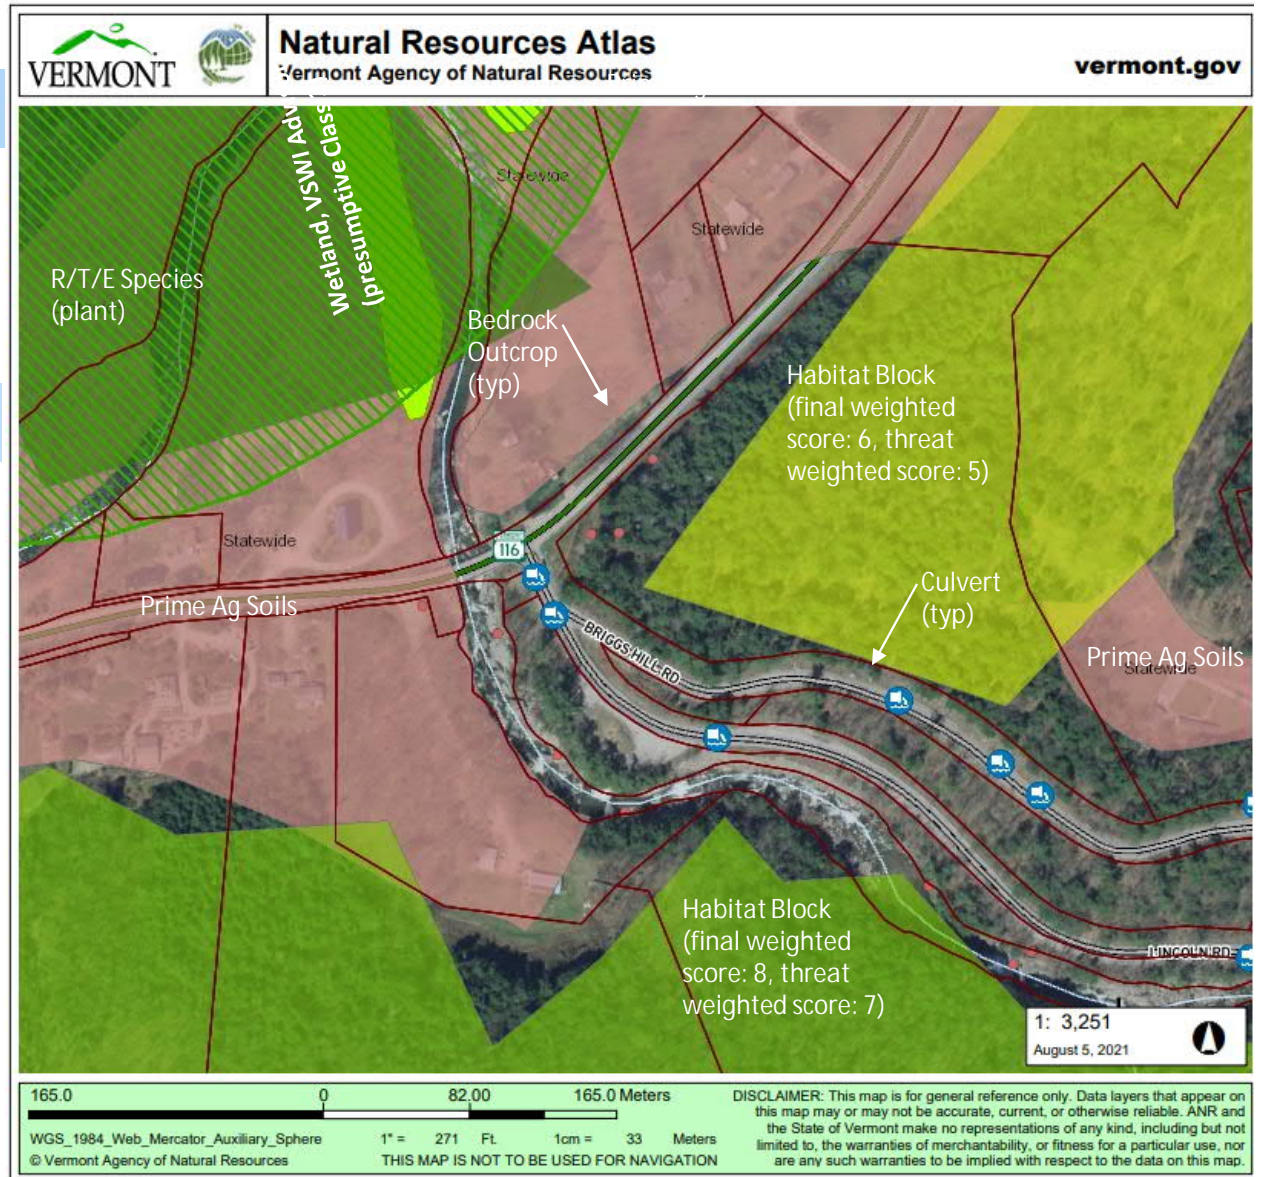 VERMONT
Natural Resources Atlas
Vermont Agency of Natural Resources
vermont.gov
Wetland, VSWI
(presumptive
Statewide
Statewide
R/T/E Species
(plant)
Bedrock
Outcrop
(typ)
Habitat Block
(final weighted
score: 6, threat
weighted score: 5)
Statewide
116
Prime Ag Soils
Culvert
(typ)
BRIGGS HILL RD
Prime Ag Soils
Statewide
Habitat Block
(final weighted
score: 8, threat
weighted score: 7)
LINCOLN RD
1: 3,251
August 5, 2021
165.0 0 82.00 165.0 Meters
WGS_1984_Web_Mercator_Auxiliary_Sphere
© Vermont Agency of Natural Resources
1" = 271 Ft. 1cm = 33 Meters
THIS MAP IS NOT TO BE USED FOR NAVIGATION
DISCLAIMER: This map is for general reference only. Data layers that appear on
this map may or may not be accurate, current, or otherwise reliable. ANR and
the State of Vermont make no representations of any kind, including but not
limited to, the warranties of merchantability, or fitness for a particular use, nor
are any such warranties to be implied with respect to the data on this map.